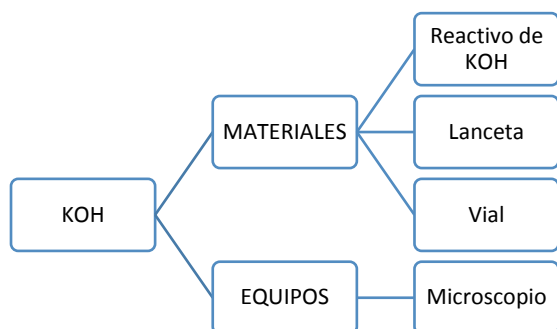 Reactivo de
KOH
MATERIALES
Lanceta
KOH
Vial
EQUIPOS
Microscopio